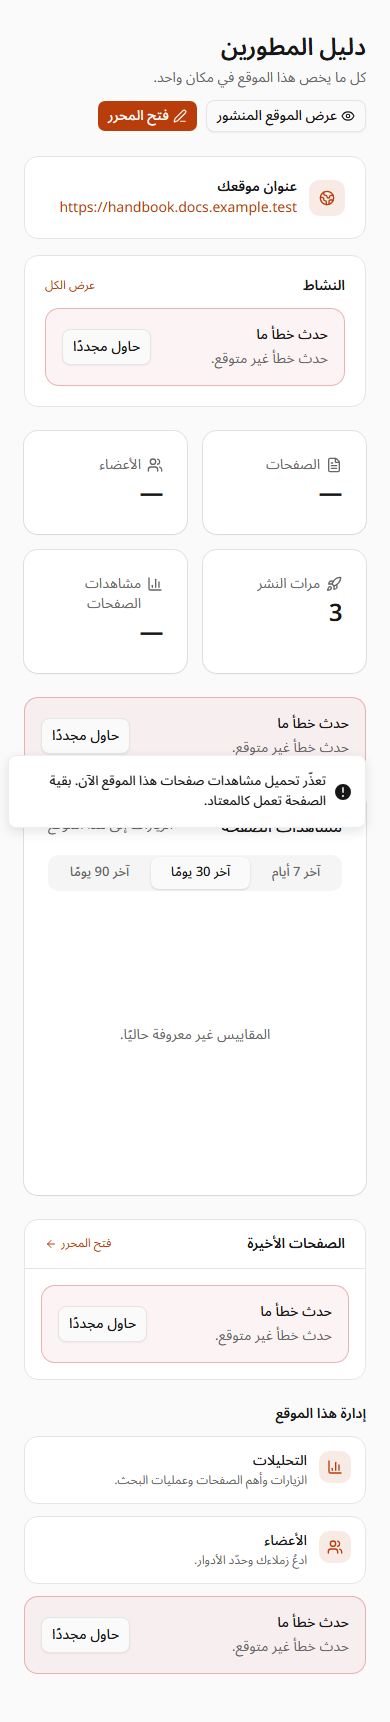 دليل المطورين
كل ما يخص هذا الموقع في مكان واحد.
عرض الموقع المنشور
فتح المحرر
عنوان موقعك
https://handbook.docs.example.test
النشاط
عرض الكل
حدث خطأ ما
حدث خطأ غير متوقع.
حاول مجددًا
الصفحات
—
الأعضاء
—
مرات النشر
3
مشاهدات
الصفحات
—
حدث خطأ ما
حدث خطأ غير متوقع.
حاول مجددًا
تعذّر تحميل مشاهدات صفحات هذا الموقع الآن. بقية
الصفحة تعمل كالمعتاد.
مشاهدات الصفحة
آخر 7 أيام
آخر 30 يومًا
آخر 90 يومًا
المقاييس غير معروفة حاليًا.
الصفحات الأخيرة
فتح المحرر ←
حدث خطأ ما
حدث خطأ غير متوقع.
حاول مجددًا
إدارة هذا الموقع
التحليلات
الزيارات وأهم الصفحات وعمليات البحث.
الأعضاء
ادعُ زملاءك وحدّد الأدوار.
حدث خطأ ما
حدث خطأ غير متوقع.
حاول مجددًا